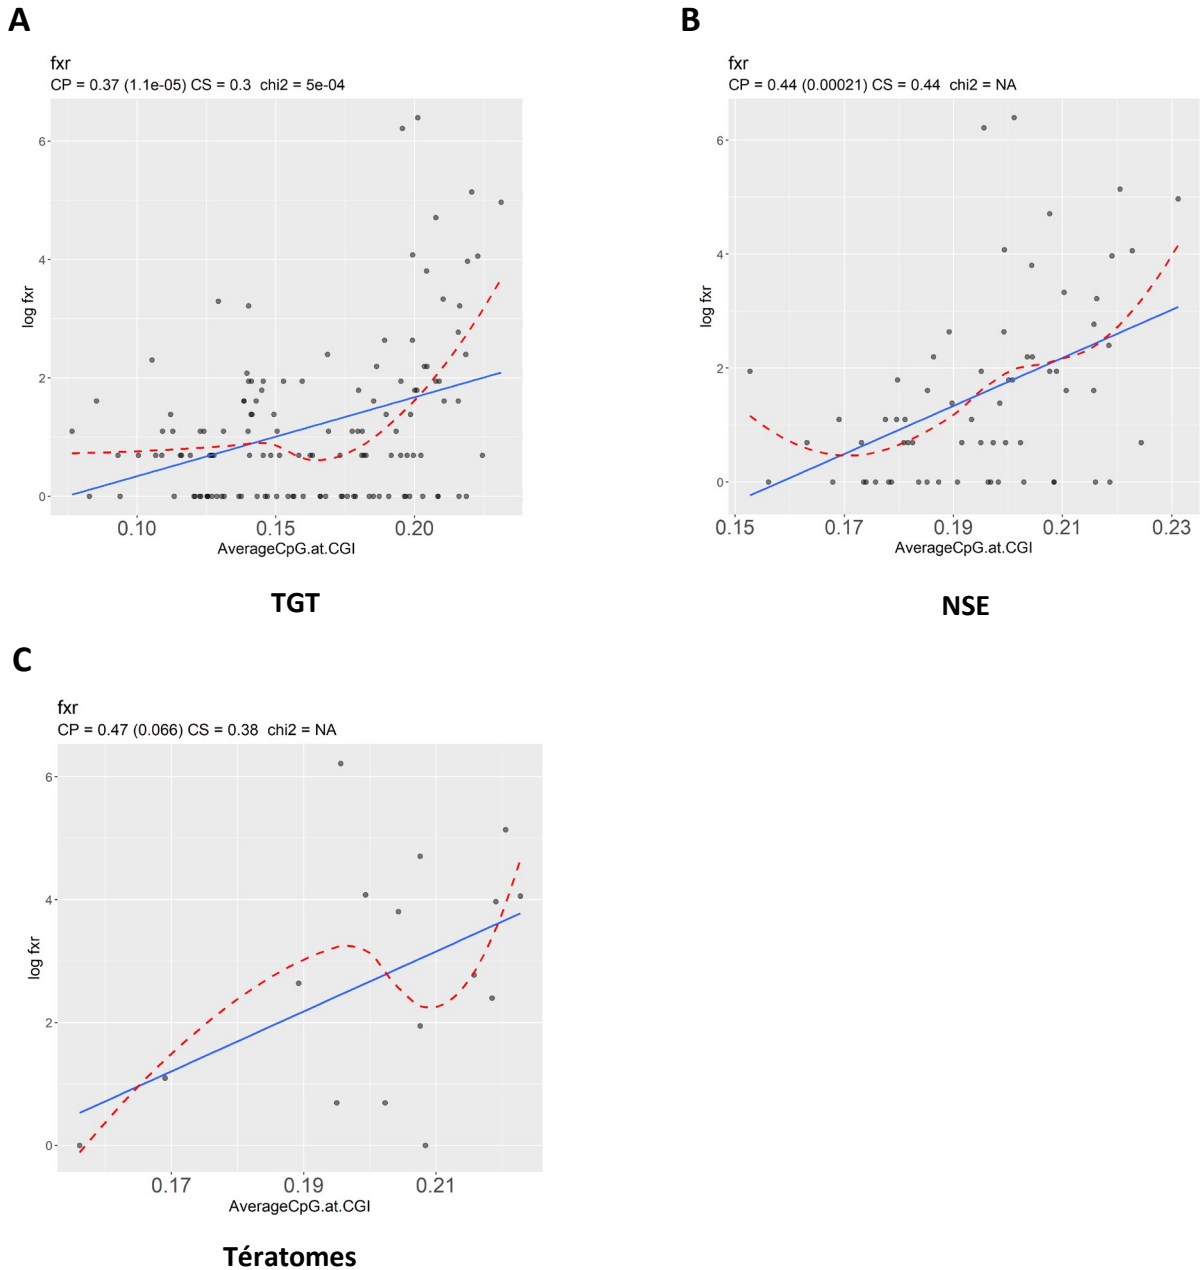 A
fxr
CP = 0.37 (1.1e-05) CS = 0.3 chi2 = 5e-04
log fxr
6
4
2
0
0.10 0.15 0.20
AverageCpG.at.CGI
TGT
B
fxr
CP = 0.44 (0.00021) CS = 0.44 chi2 = NA
log fxr
6
4
2
0
0.15 0.17 0.19 0.21 0.23
AverageCpG.at.CGI
NSE
C
fxr
CP = 0.47 (0.066) CS = 0.38 chi2 = NA
log fxr
6
4
2
0
0.17 0.19 0.21
AverageCpG.at.CGI
Tératomes